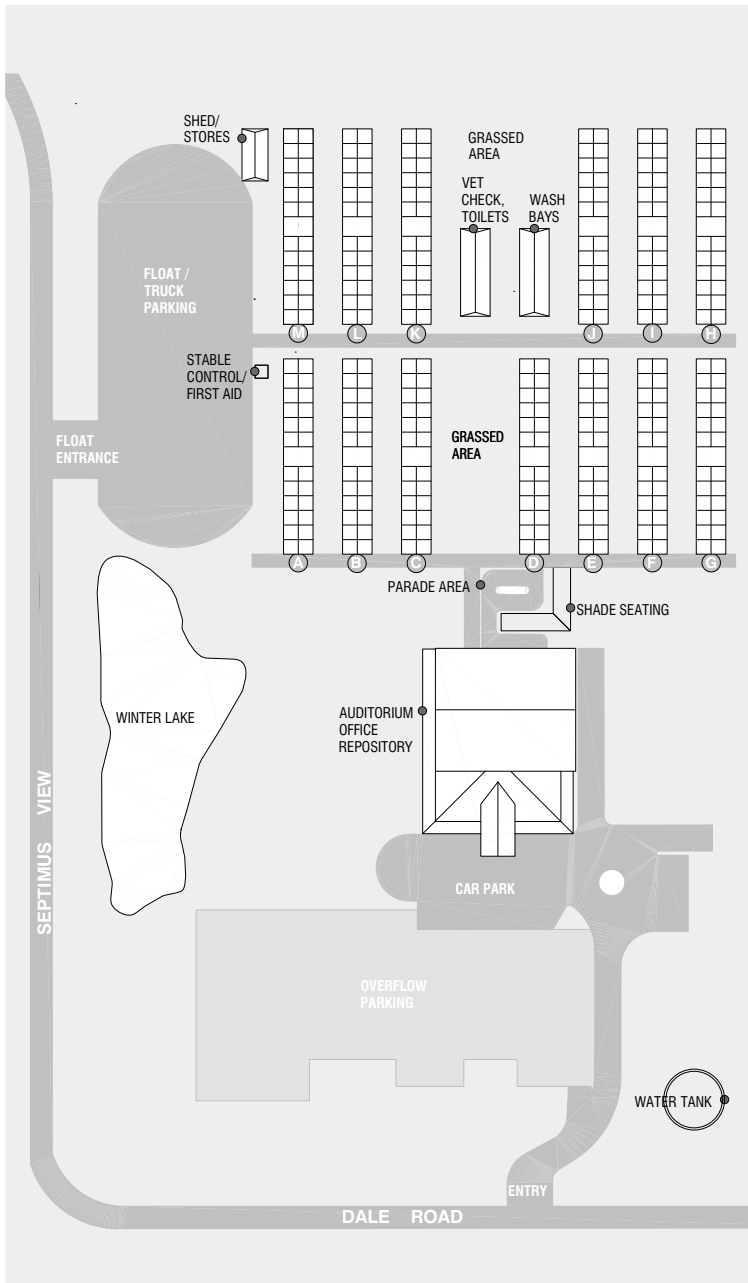 SHED/
STORES
GRASSED
AREA
VET
CHECK,
TOILETS
WASH
BAYS
FLOAT /
TRUCK
PARKING
M
L
K
J
I
H
STABLE
CONTROL/
FIRST AID
FLOAT
ENTRANCE
GRASSED
AREA
A
B
C
D
E
F
G
PARADE AREA
SHADE SEATING
WINTER LAKE
AUDITORIUM
OFFICE
REPOSITORY
SEPTIMUS VIEW
CAR PARK
OVERFLOW
PARKING
WATER TANK
ENTRY
DALE ROAD